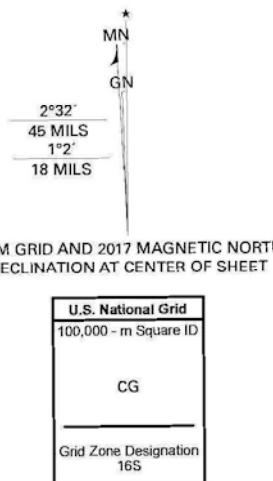 MN
GN
2°32´
45 MILS
1°2´
18 MILS
M GRID AND 2017 MAGNETIC NORT
ECLINATION AT CENTER OF SHEET
U.S. National Grid
100,000 - m Square ID
CG
Grid Zone Designation
16S